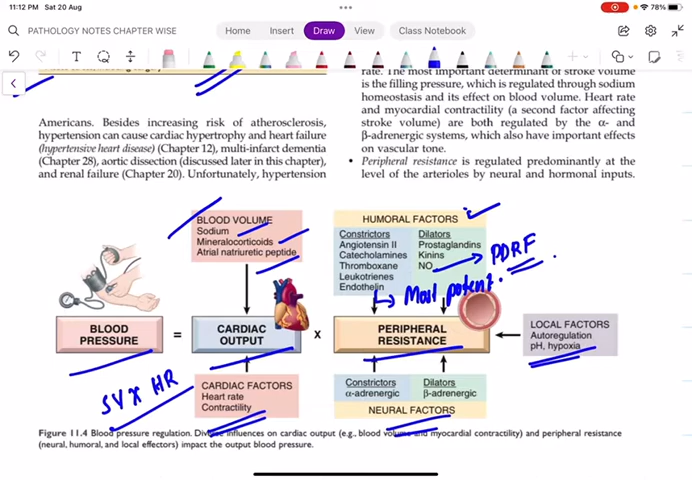 11:12 PM Sat 20 Aug
78%
PATHOLOGY NOTES CHAPTER WISE
Home Insert Draw View Class Notebook
rate. The most important determinant of stroke volume
is the filling pressure, which is regulated through sodium
homeostasis and its effect on blood volume. Heart rate
and myocardial contractility (a second factor affecting
stroke volume) are both regulated by the α- and
β-adrenergic systems, which also have important effects
on vascular tone.
• Peripheral resistance is regulated predominantly at the
level of the arterioles by neural and hormonal inputs.
Americans. Besides increasing risk of atherosclerosis,
hypertension can cause cardiac hypertrophy and heart failure
(hypertensive heart disease) (Chapter 12), multi-infarct dementia
(Chapter 28), aortic dissection (discussed later in this chapter),
and renal failure (Chapter 20). Unfortunately, hypertension
BLOOD VOLUME
Sodium
Mineralocorticoids
Atrial natriuretic peptide
HUMORAL FACTORS
Constrictors
Angiotensin II
Catecholamines
Thromboxane
Leukotrienes
Endothelin
Dilators
Prostaglandins
Kinins
NO
PDRF
Most potent.
BLOOD
PRESSURE
=
CARDIAC
OUTPUT
x
PERIPHERAL
RESISTANCE
LOCAL FACTORS
Autoregulation
pH, hypoxia
SV X HR
CARDIAC FACTORS
Heart rate
Contractility
Constrictors
α-adrenergic
Dilators
β-adrenergic
NEURAL FACTORS
Figure 11.4 Blood pressure regulation. Diverse influences on cardiac output (e.g., blood volume and myocardial contractility) and peripheral resistance
(neural, humoral, and local effectors) impact the output blood pressure.